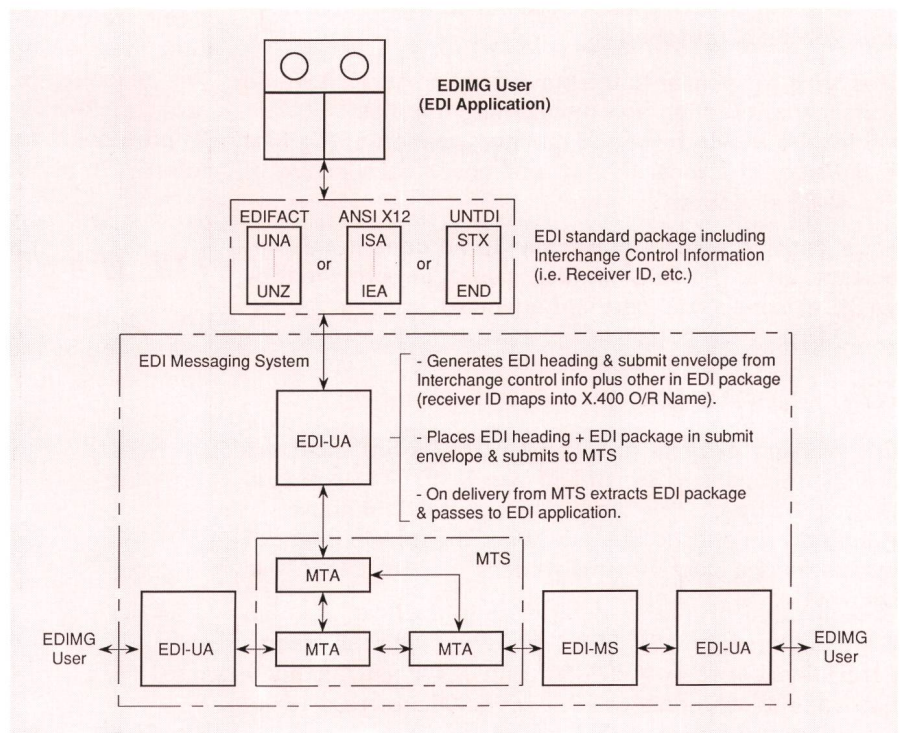 EDIMG User
(EDI Application)
EDIFACT
ANSI X12
UNTDI
UNA
UNZ
or
ISA
IEA
or
STX
END
EDI standard package including
Interchange Control Information
(i.e. Receiver ID, etc.)
EDI Messaging System
- Generates EDI heading & submit envelope from
Interchange control info plus other in EDI package
(receiver ID maps into X.400 O/R Name).
- Places EDI heading + EDI package in submit
envelope & submits to MTS
- On delivery from MTS extracts EDI package
& passes to EDI application.
EDI-UA
MTS
MTA
EDIMG
User
EDI-UA
MTA
MTA
EDI-MS
EDI-UA
EDIMG
User